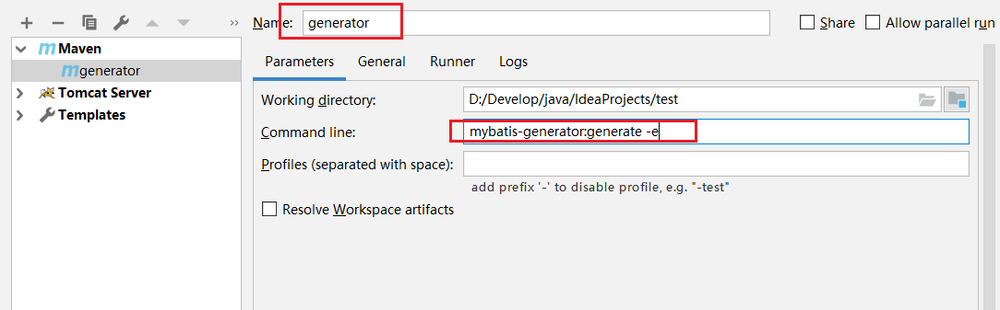 Maven
generator
Tomcat Server
Templates
Name: generator
Share
Allow parallel run
Parameters General Runner Logs
Working directory: D:/Develop/java/IdeaProjects/test
Command line: mybatis-generator:generate -e
Profiles (separated with space):
add prefix '-' to disable profile, e.g. "-test"
Resolve Workspace artifacts